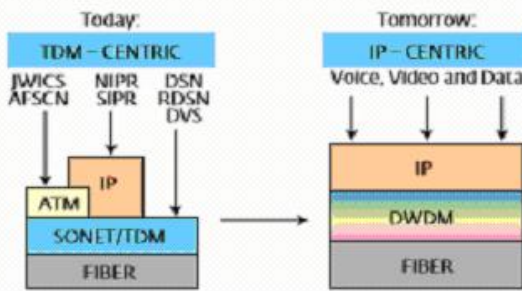 Today:
TDM – CENTRIC
JWICS
AFSCN
NIPR
SIPR
DSN
RDSN
DVS
IP
ATM
SONET/TDM
FIBER
Tomorrow:
IP – CENTRIC
Voice, Video and Data
IP
DWDM
FIBER